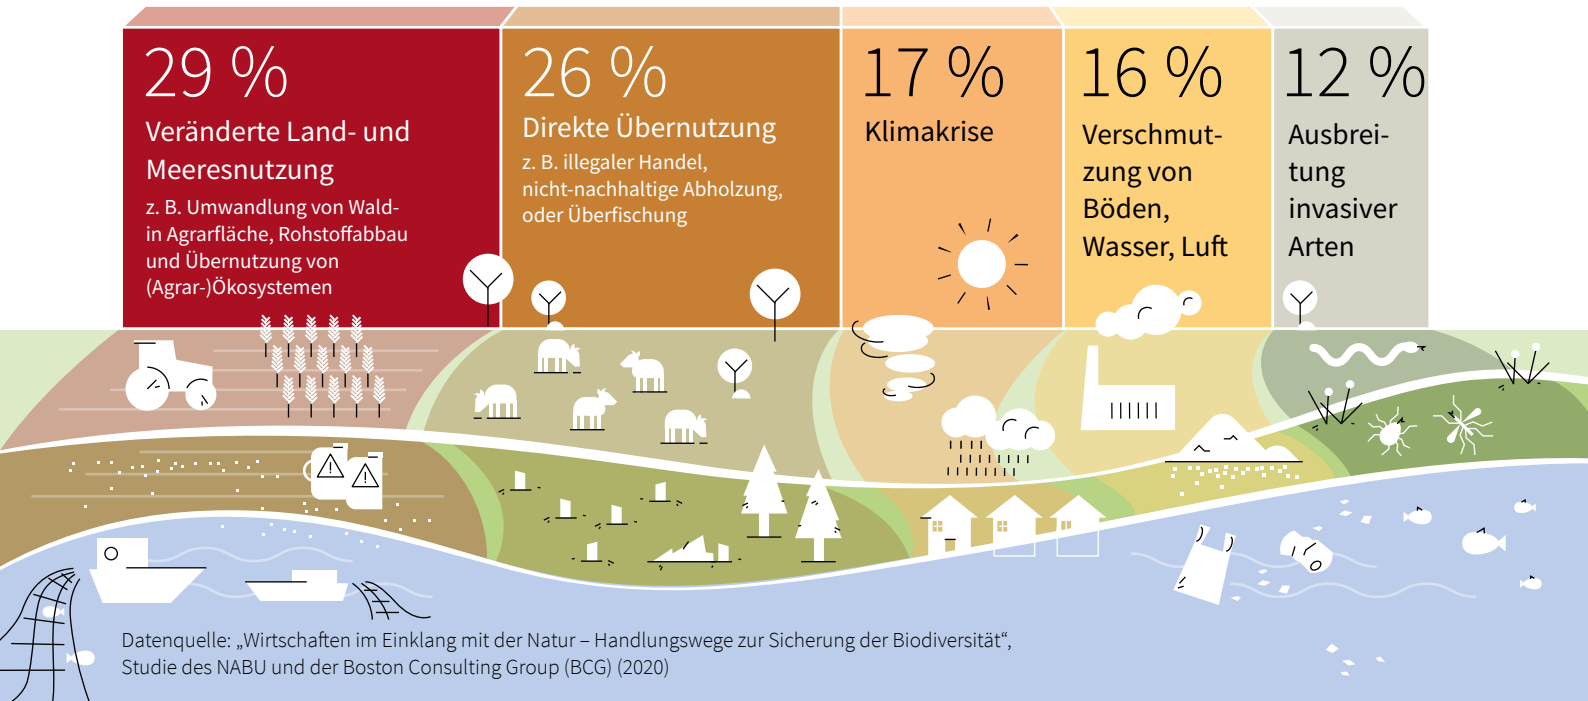 29 %
Veränderte Land- und
Meeresnutzung
z. B. Umwandlung von Wald-
in Agrarfläche, Rohstoffabbau
und Übernutzung von
(Agrar-)Ökosystemen
26 %
Direkte Übernutzung
z. B. illegaler Handel,
nicht-nachhaltige Abholzung,
oder Überfischung
17 %
Klimakrise
16 %
Verschmut-
zung von
Böden,
Wasser, Luft
12 %
Ausbrei-
tung
invasiver
Arten
Datenquelle: „Wirtschaften im Einklang mit der Natur – Handlungswege zur Sicherung der Biodiversität“,
Studie des NABU und der Boston Consulting Group (BCG) (2020)